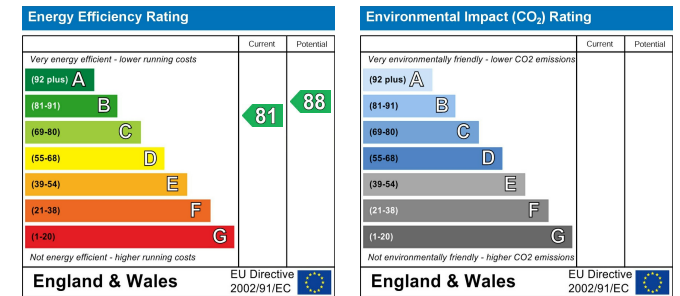 Energy Efficiency Rating
Current Potential
Very energy efficient - lower running costs
(92 plus) A
(81-91) B
(69-80) C
(55-68) D
(39-54) E
(21-38) F
(1-20) G
81
88
Not energy efficient - higher running costs
England & Wales
EU Directive
2002/91/EC
Environmental Impact (CO₂) Rating
Current Potential
Very environmentally friendly - lower CO2 emissions
(92 plus) A
(81-91) B
(69-80) C
(55-68) D
(39-54) E
(21-38) F
(1-20) G
Not environmentally friendly - higher CO2 emissions
England & Wales
EU Directive
2002/91/EC